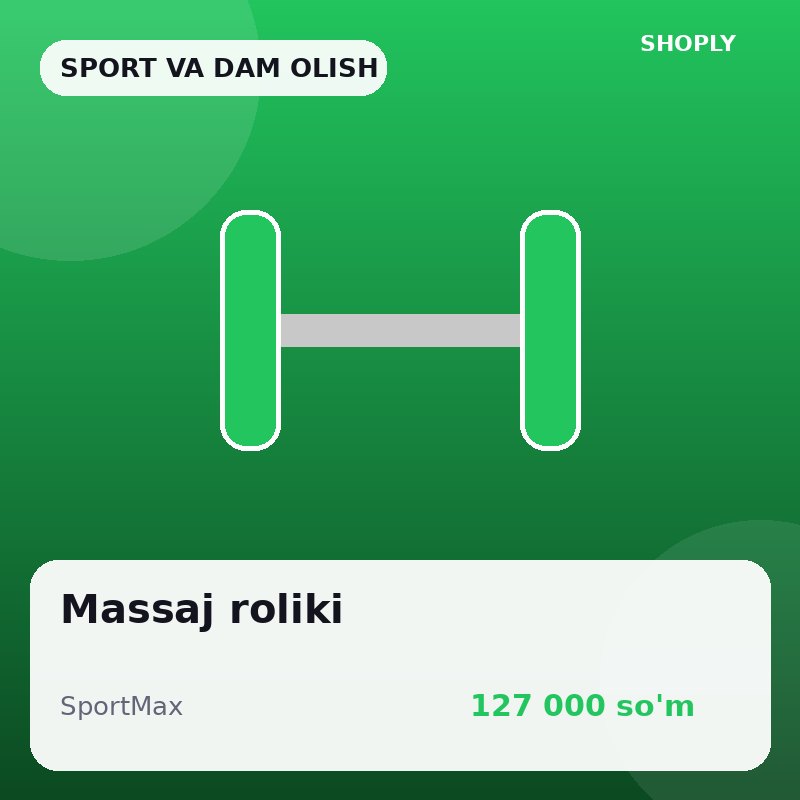 SPORT VA DAM OLISH
SHOPLY
Massaj roliki
SportMax
127 000 so'm